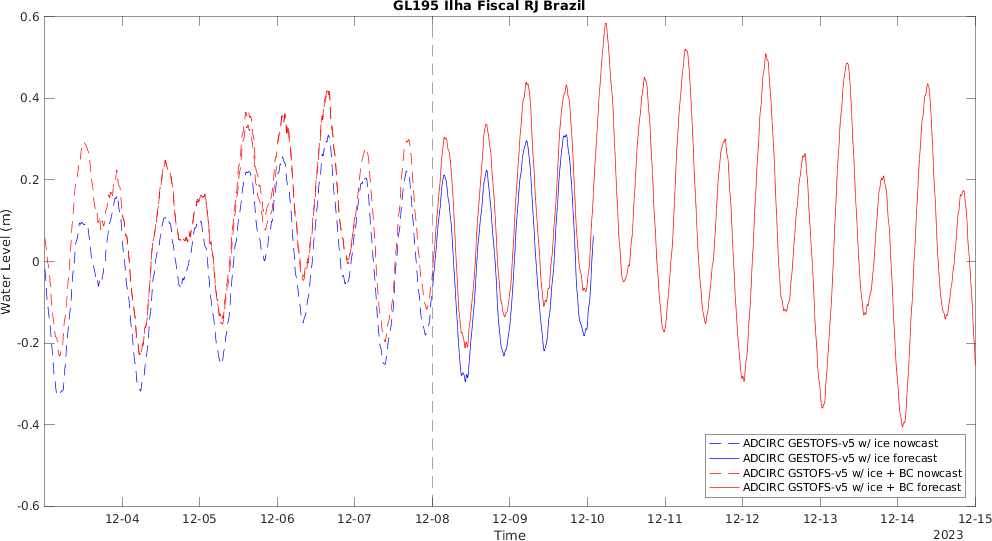 GL195 Ilha Fiscal RJ Brazil
0.6
0.4
0.2
0
-0.2
-0.4
-0.6
Water Level (m)
12-04 12-05 12-06 12-07 12-08 12-09 12-10 12-11 12-12 12-13 12-14 12-15
Time
2023
ADCIRC GESTOFS-v5 w/ ice nowcast
ADCIRC GESTOFS-v5 w/ ice forecast
ADCIRC GSTOFS-v5 w/ ice + BC nowcast
ADCIRC GSTOFS-v5 w/ ice + BC forecast